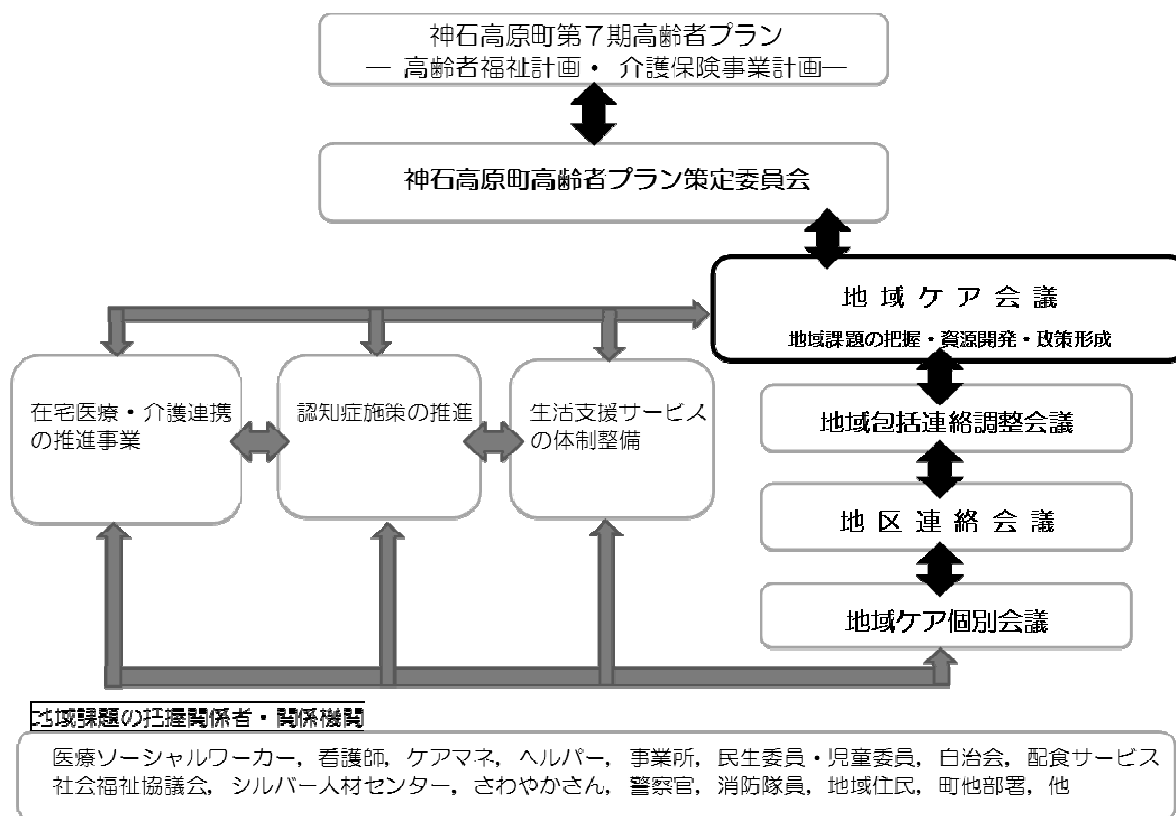 神石高原町第７期高齢者プラン
― 高齢者福祉計画・ 介護保険事業計画―
神石高原町高齢者プラン策定委員会
地 域 ケ ア 会 議
地域課題の把握・資源開発・政策形成
在宅医療・介護連携
の推進事業
認知症施策の推進
生活支援サービス
の体制整備
地域包括連絡調整会議
地 区 連 絡 会 議
地域ケア個別会議
地域課題の把握関係者・関係機関
医療ソーシャルワーカー，看護師，ケアマネ，ヘルパー，事業所，民生委員・児童委員，自治会，配食サービス
社会福祉協議会，シルバー人材センター，さわやかさん，警察官，消防隊員，地域住民，町他部署，他